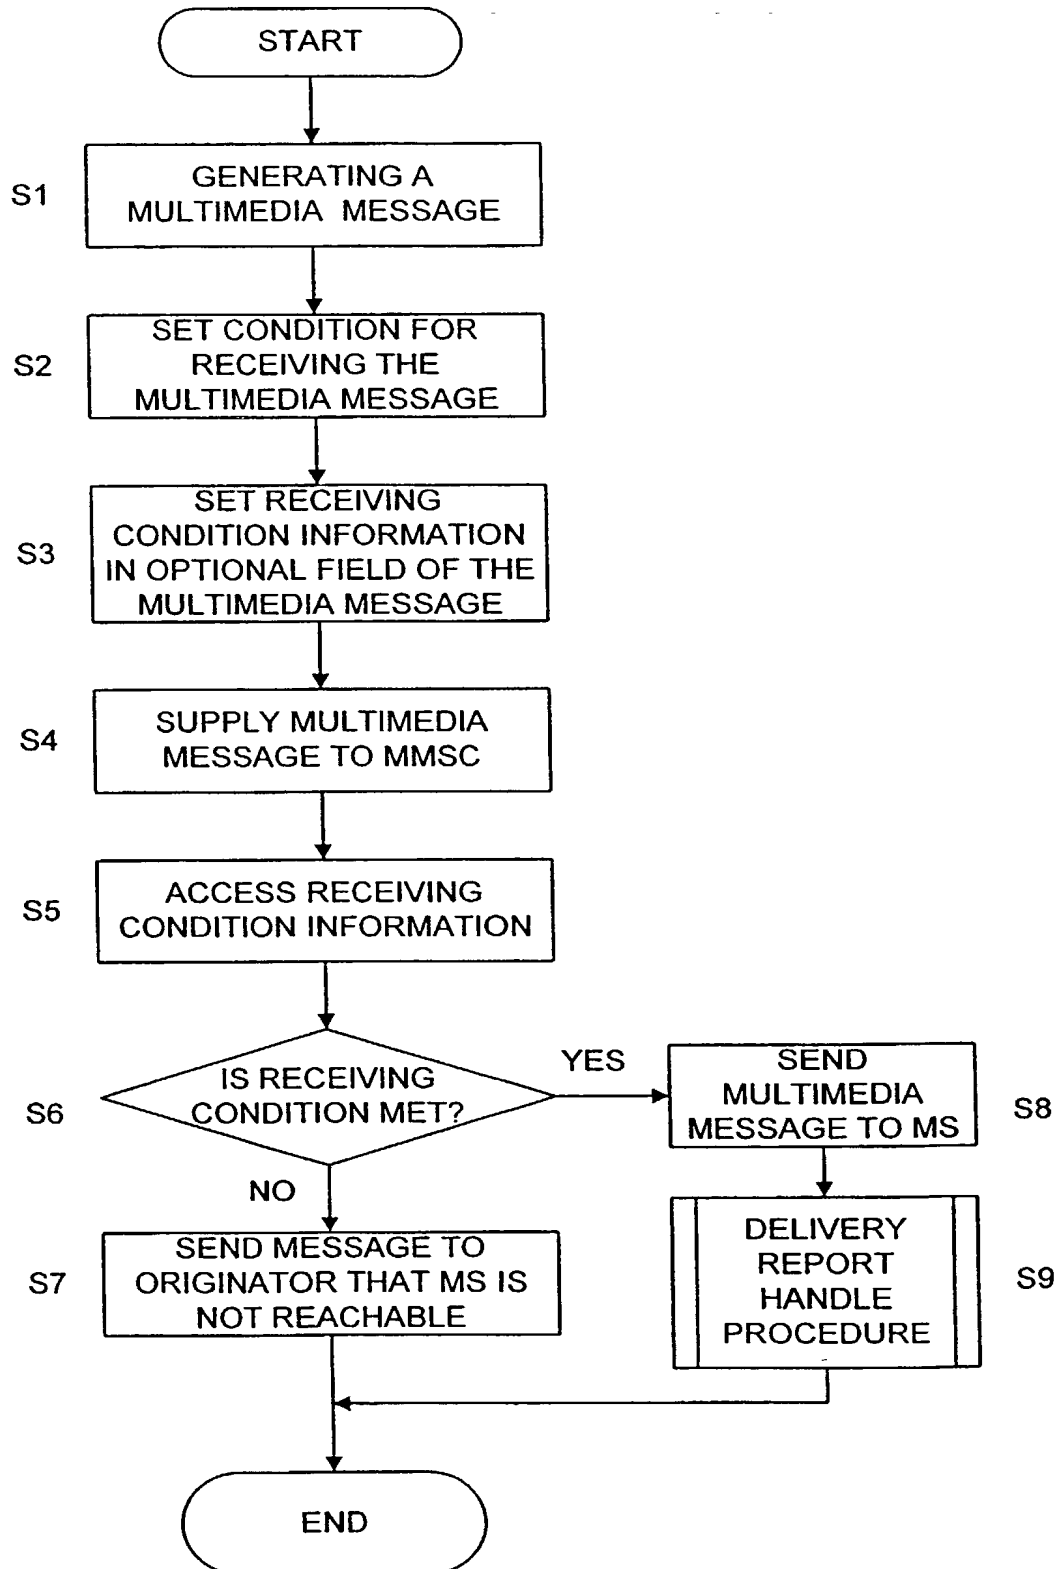 START
S1
GENERATING A
MULTIMEDIA MESSAGE
S2
SET CONDITION FOR
RECEIVING THE
MULTIMEDIA MESSAGE
S3
SET RECEIVING
CONDITION INFORMATION
IN OPTIONAL FIELD OF THE
MULTIMEDIA MESSAGE
S4
SUPPLY MULTIMEDIA
MESSAGE TO MMSC
S5
ACCESS RECEIVING
CONDITION INFORMATION
S6
IS RECEIVING
CONDITION MET?
YES
SEND
MULTIMEDIA
MESSAGE TO MS
S8
NO
S7
SEND MESSAGE TO
ORIGINATOR THAT MS IS
NOT REACHABLE
DELIVERY
REPORT
HANDLE
PROCEDURE
S9
END